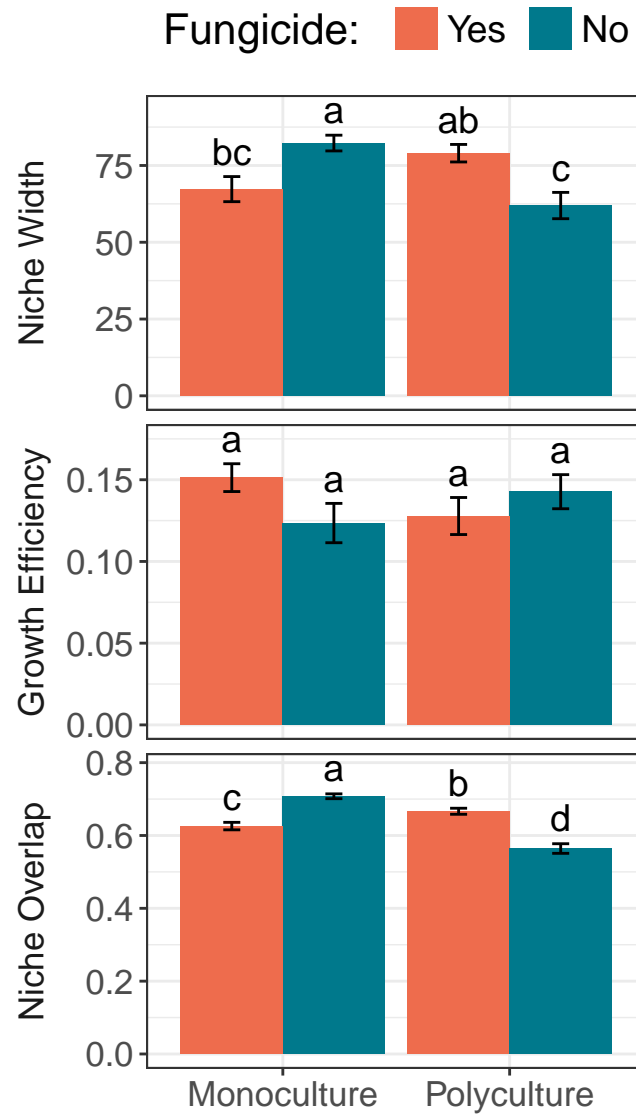 Fungicide: Yes No
Niche Width
75
50
25
0
bc
a
ab
c
Growth Efficiency
0.15
0.10
0.05
0.00
a
a
a
a
Niche Overlap
0.8
0.6
0.4
0.2
0.0
c
a
b
d
Monoculture Polyculture